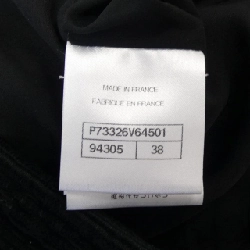 MADE IN FRANCE
FABRIQUE EN FRANCE
P73326V64501
94305 38